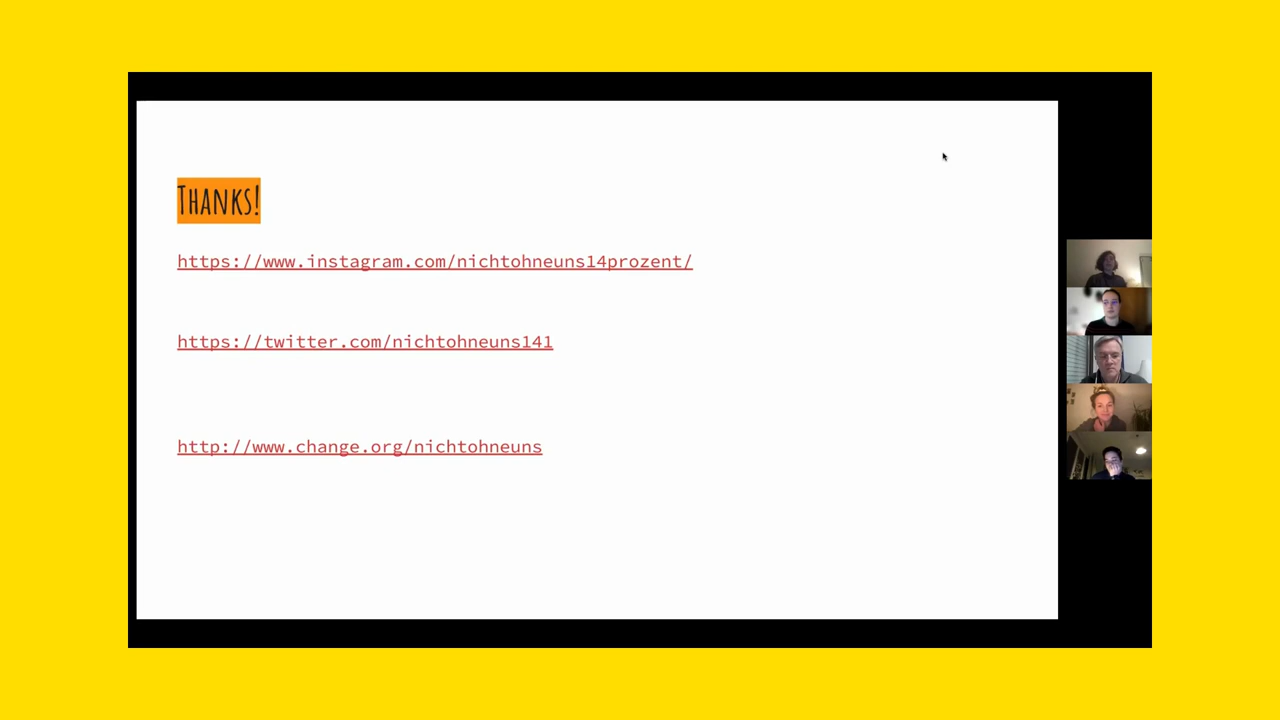 Thanks!
https://www.instagram.com/nichtohneuns14prozent/
https://twitter.com/nichtohneuns141
http://www.change.org/nichtohneuns